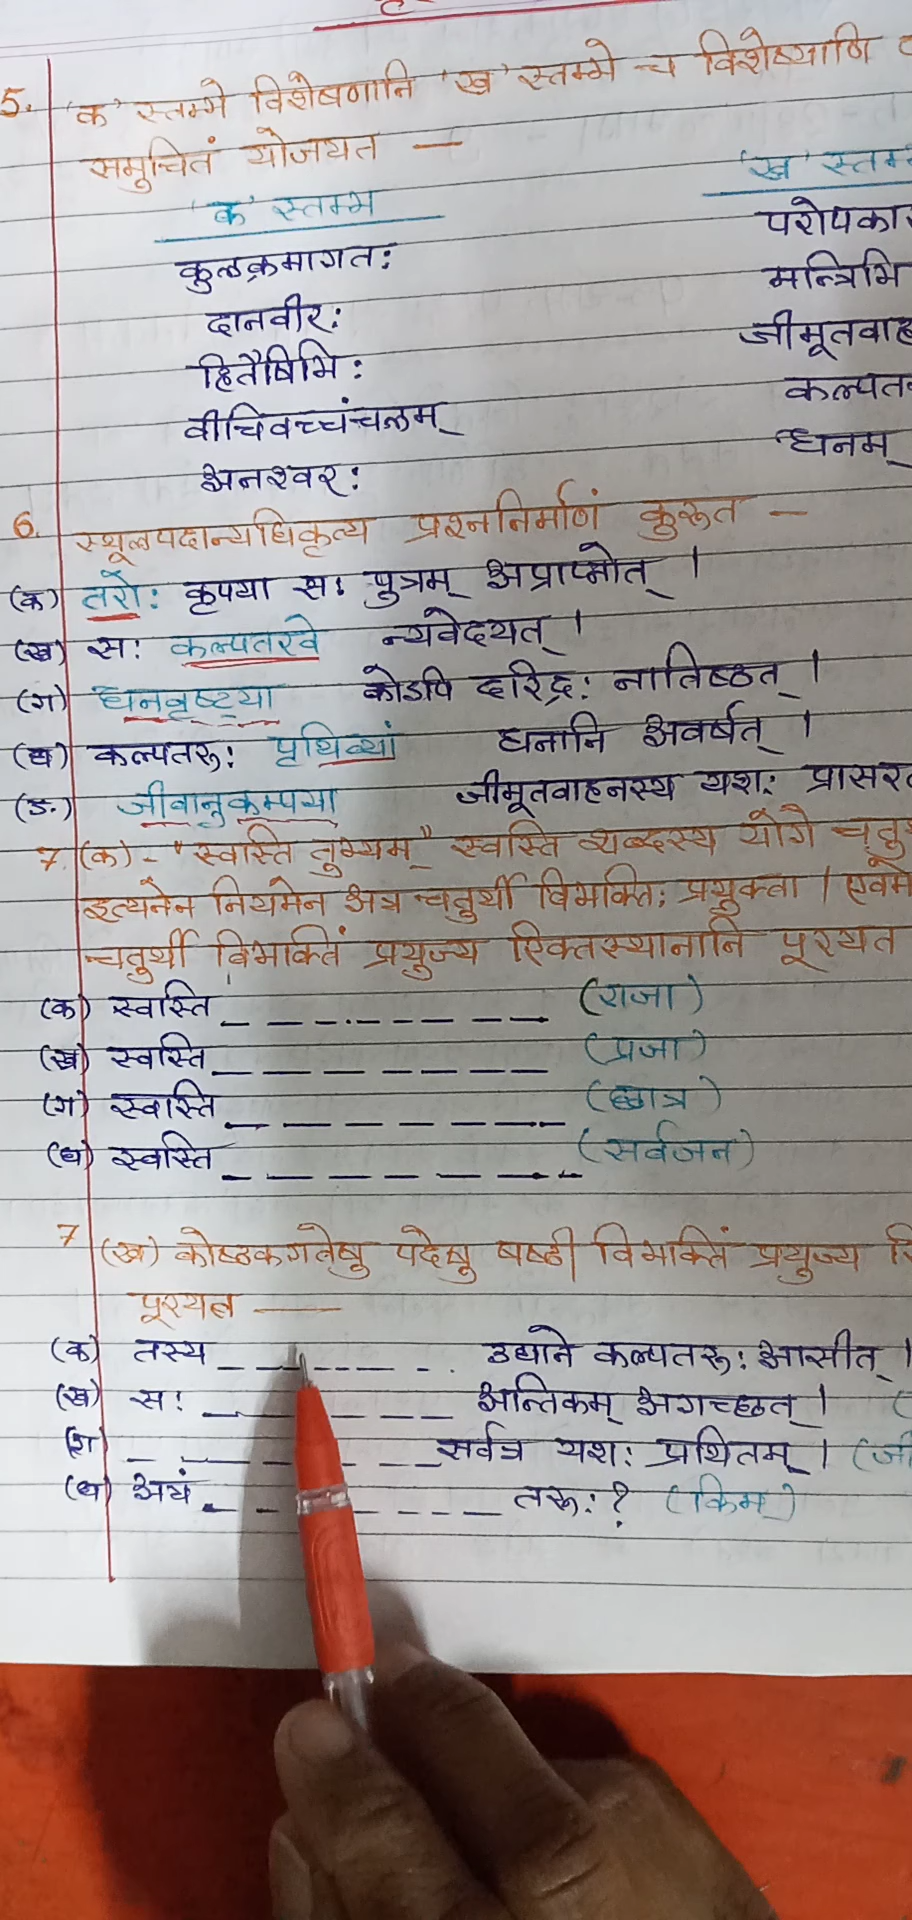 5. 'क' स्तम्भे विशेषणानि 'ख' स्तम्भे च विशेष्याणि
समुचितं योजयत —
'क' स्तम्भ 'ख' स्तम्भ
कुलक्रमागतः परोपकार
दानवीरः मन्त्रिभि
हितैषिभिः जीमूतवाह
वीचिवच्चंचलम् कल्पत
अनश्वरः धनम्
6. स्थूलपदान्यधिकृत्य प्रश्ननिर्माणं कुरुत —
(क) तरोः कृपया सः पुत्रम् अप्राप्नोत् ।
(ख) सः कल्पतरवे न्यवेदयत् ।
(ग) धनवृष्ट्या कोऽपि दरिद्रः नातिष्ठत् ।
(घ) कल्पतरुः पृथिव्यां धनानि अवर्षत् ।
(ङ) जीवानुकम्पया जीमूतवाहनस्य यशः प्रासर
7. (क) - "स्वस्ति तुभ्यम्" स्वस्ति शब्दस्य योगे चतु
इत्यनेन नियमेन अत्र चतुर्थी विभक्तिः प्रयुक्ता । एवमे
चतुर्थी विभक्तिं प्रयुज्य रिक्तस्थानानि पूरयत
(क) स्वस्ति _ _ _ _ _ _ _ (राजा)
(ख) स्वस्ति _ _ _ _ _ _ _ (प्रजा)
(ग) स्वस्ति _ _ _ _ _ _ _ (छात्र)
(घ) स्वस्ति _ _ _ _ _ _ _ (सर्वजन)
7 (ख) कोष्ठकगतेषु पदेषु षष्ठी विभक्तिं प्रयुज्य
पूरयत —
(क) तस्य _ _ _ _ _ _ उद्याने कल्पतरुः आसीत् ।
(ख) सः _ _ _ _ _ _ अन्तिकम् अगच्छत् । (
(ग) _ _ _ _ _ _ सर्वत्र यशः प्रथितम् । (जी
(घ) अयं _ _ _ _ _ _ तरुः ? (किम्)